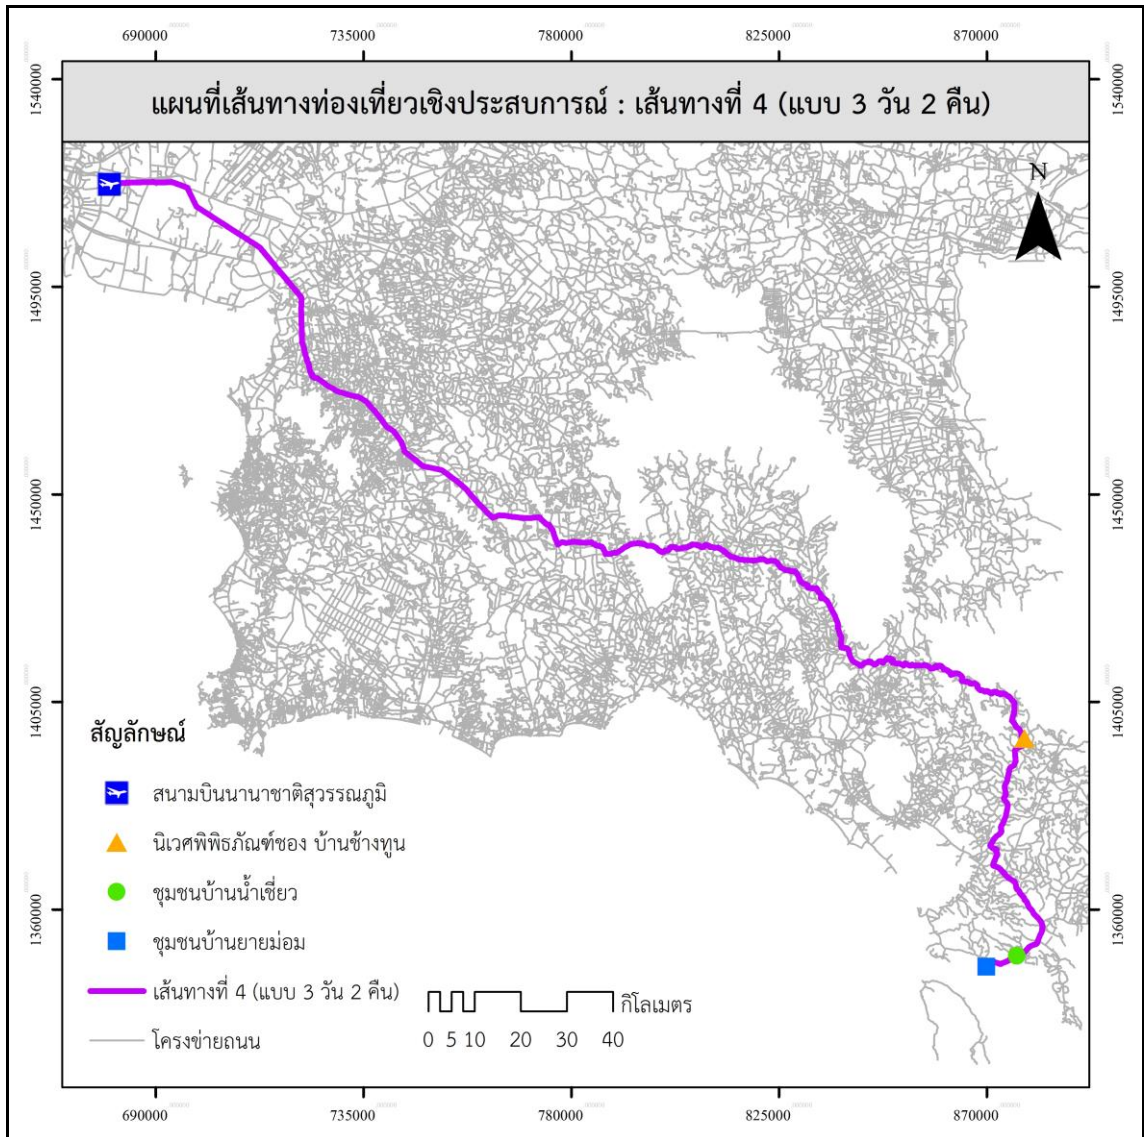 690000 735000 780000 825000 870000
1540000 1540000
แผนที่เส้นทางท่องเที่ยวเชิงประสบการณ์ : เส้นทางที่ 4 (แบบ 3 วัน 2 คืน)
N
1495000 1495000
1450000 1450000
1405000 1405000
สัญลักษณ์
สนามบินนานาชาติสุวรรณภูมิ
นิเวศพิพิธภัณฑ์ชอง บ้านช้างทูน
ชุมชนบ้านน้ำเชี่ยว
1360000 1360000
ชุมชนบ้านยายม่อม
เส้นทางที่ 4 (แบบ 3 วัน 2 คืน)
กิโลเมตร
โครงข่ายถนน
0 5 10 20 30 40
690000 735000 780000 825000 870000